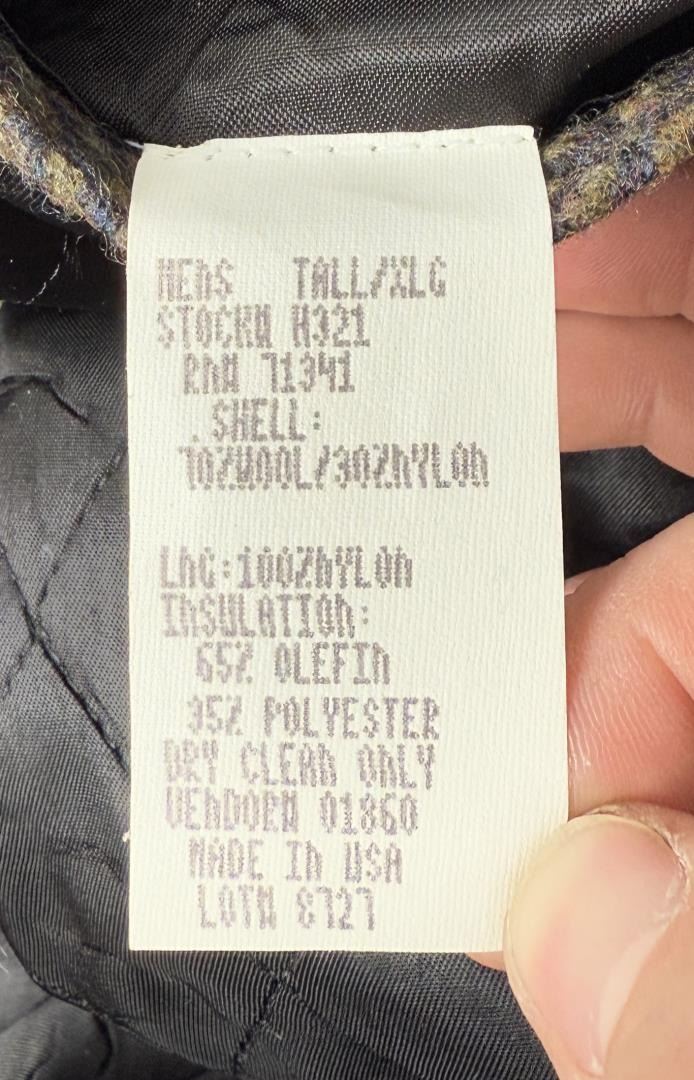 MENS TALL/XLG
STOCK# H321
RN# 71341
.SHELL:
70%WOOL/30%NYLON
LNG:100%NYLON
INSULATION:
65% OLEFIN
35% POLYESTER
DRY CLEAN ONLY
VENDOR# 01860
MADE IN USA
LOT# 8727